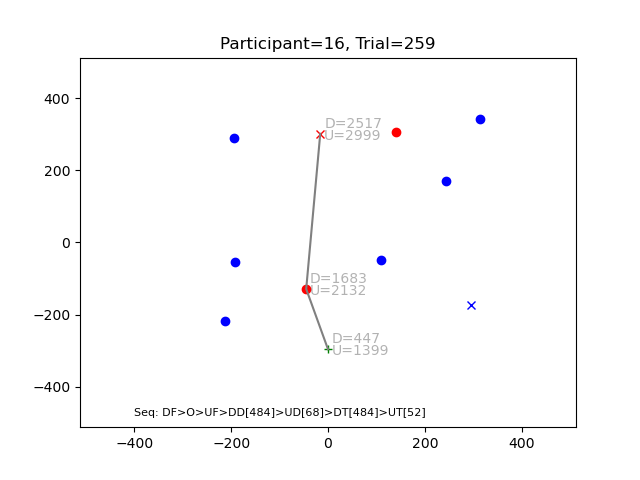 Participant=16, Trial=259
400
200
0
−200
−400
D=2517
U=2999
D=1683
U=2132
D=447
U=1399
Seq: DF>O>UF>DD[484]>UD[68]>DT[484]>UT[52]
−400 −200 0 200 400